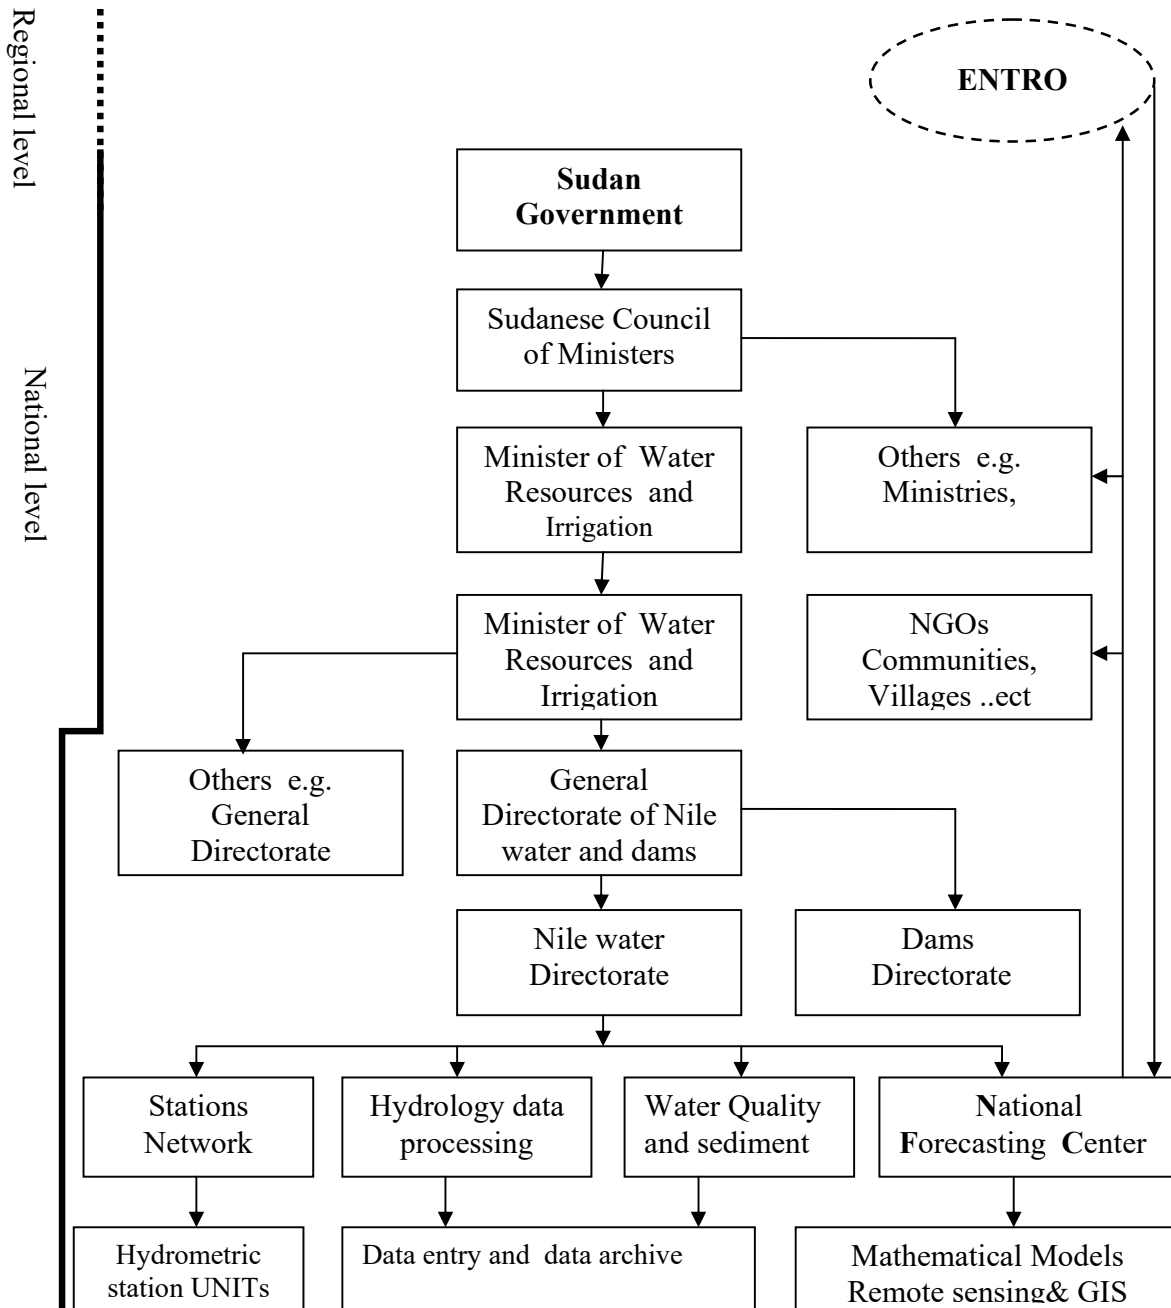 Regional level
ENTRO
Sudan
Government
Sudanese Council
of Ministers
Minister of Water
Resources and
Irrigation
Others e.g.
Ministries,
National level
Minister of Water
Resources and
Irrigation
NGOs
Communities,
Villages ..ect
Others e.g.
General
Directorate
General
Directorate of Nile
water and dams
Nile water
Directorate
Dams
Directorate
Stations
Network
Hydrology data
processing
Water Quality
and sediment
National
Forecasting Center
Hydrometric
station UNITs
Data entry and data archive
Mathematical Models
Remote sensing& GIS